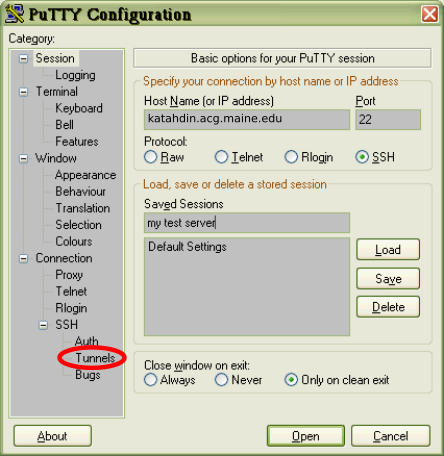 PuTTY Configuration
Category:
Session
Logging
Terminal
Keyboard
Bell
Features
Window
Appearance
Behaviour
Translation
Selection
Colours
Connection
Proxy
Telnet
Rlogin
SSH
Auth
Tunnels
Bugs
Basic options for your PuTTY session
Specify your connection by host name or IP address
Host Name (or IP address) Port
katahdin.acg.maine.edu 22
Protocol:
Raw Telnet Rlogin SSH
Load, save or delete a stored session
Saved Sessions
my test server
Default Settings
Load
Save
Delete
Close window on exit:
Always Never Only on clean exit
About Open Cancel